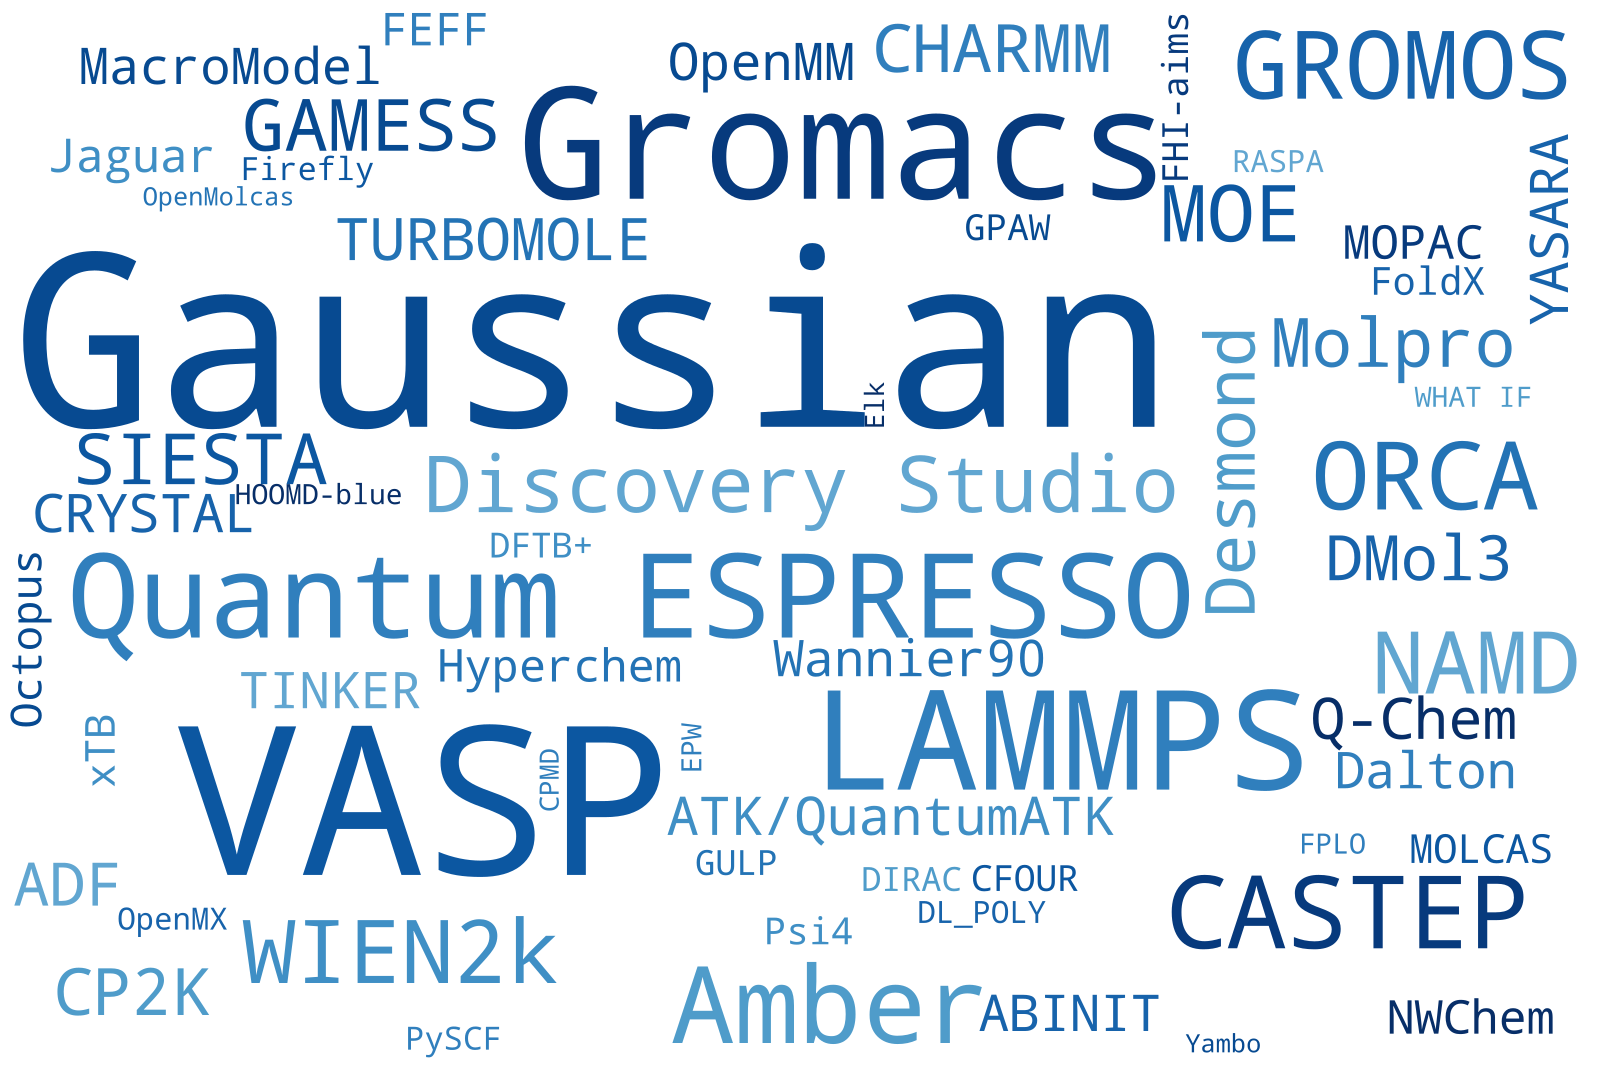 FEFF
MacroModel
OpenMM
CHARMM
FHI-aims
GROMOS
GAMESS
Gromacs
Jaguar
Firefly
RASPA
YASARA
OpenMolcas
MOE
TURBOMOLE
GPAW
MOPAC
FoldX
Gaussian
Elk
Desmond
Molpro
WHAT IF
SIESTA
HOOMD-blue
Discovery Studio
ORCA
CRYSTAL
DFTB+
DMol3
Octopus
Quantum ESPRESSO
Hyperchem
Wannier90
NAMD
TINKER
xTB
VASP
CPMD
EPW
LAMMPS
Q-Chem
Dalton
ATK/QuantumATK
GULP
FPLO
MOLCAS
ADF
DIRAC
CFOUR
OpenMX
DL_POLY
CASTEP
WIEN2k
Psi4
CP2K
Amber
ABINIT
NWChem
PySCF
Yambo